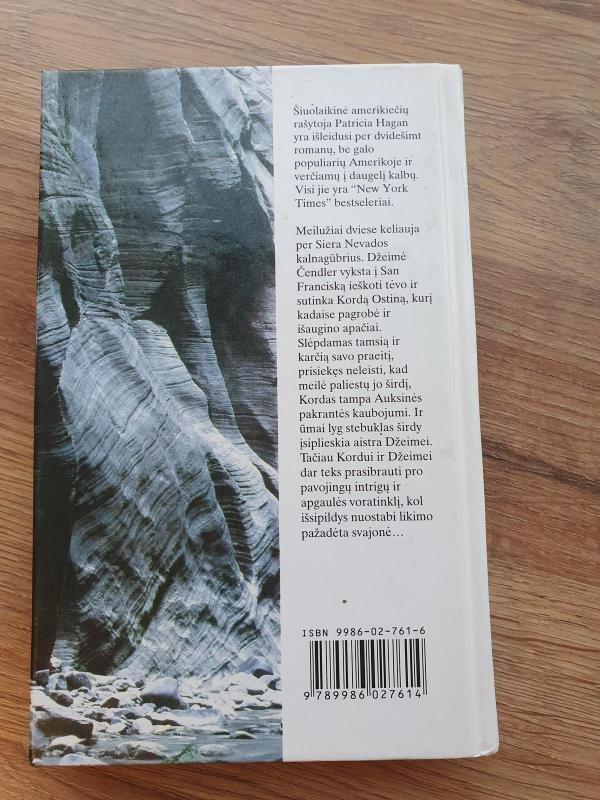 Šiuolaikinė amerikiečių
rašytoja Patricia Hagan
yra išleidusi per dvidešimt
romanų, be galo
populiarių Amerikoje ir
verčiamų į daugelį kalbų.
Visi jie yra “New York
Times” bestseleriai.
Meilužiai dviese keliauja
per Siera Nevados
kalnagūbrius. Džeimė
Čendler vyksta į San
Franciską ieškoti tėvo ir
sutinka Kordą Ostiną, kurį
kadaise pagrobė ir
išaugino apačiai.
Slėpdamas tamsią ir
karčią savo praeitį,
prisiekęs neleisti, kad
meilė paliestų jo širdį,
Kordas tampa Auksinės
pakrantės kaubojumi. Ir
ūmai lyg stebuklas širdy
įsiplieskia aistra Džeimei.
Tačiau Kordui ir Džeimei
dar teks prasibrauti pro
pavojingų intrigų ir
apgaulės voratinklį, kol
išsipildys nuostabi likimo
pažadėta svajonė…
ISBN 9986-02-761-6
9 789986 027614